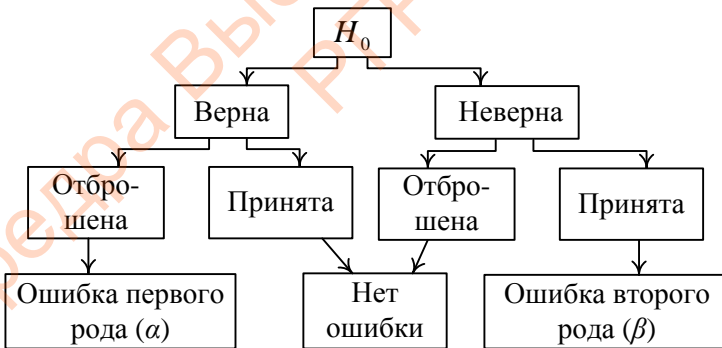 H₀
Верна
Неверна
Отбро-
шена
Принята
Отбро-
шена
Принята
Ошибка первого
рода (α)
Нет
ошибки
Ошибка второго
рода (β)